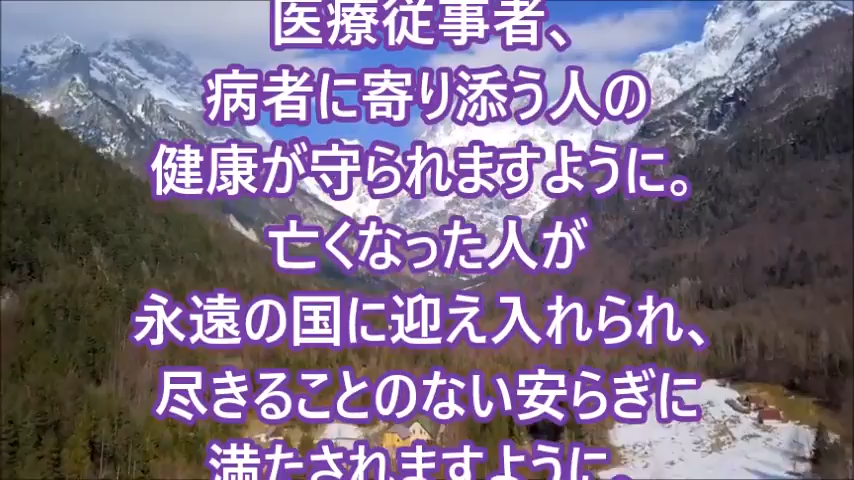 医療従事者、
病者に寄り添う人の
健康が守られますように。
亡くなった人が
永遠の国に迎え入れられ、
尽きることのない安らぎに
満たされますように。